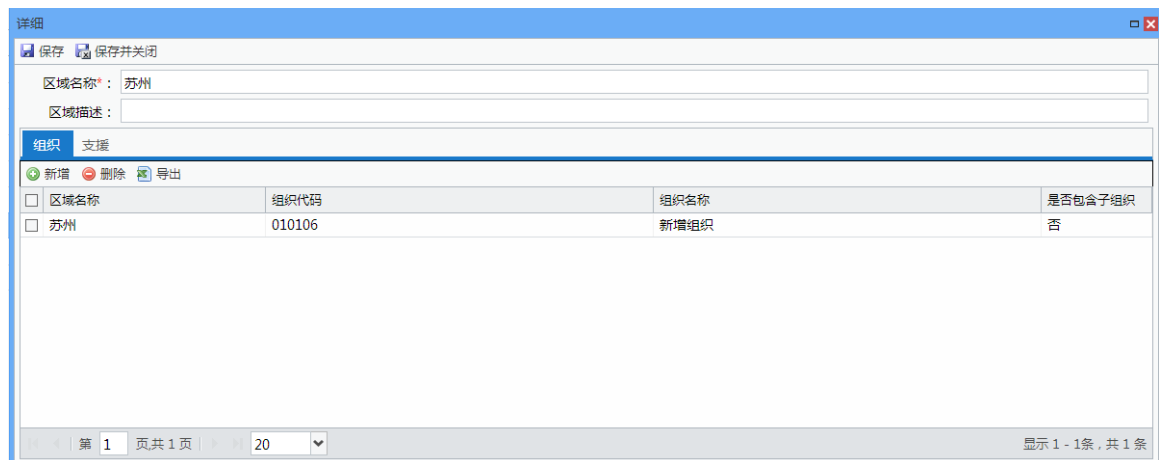 详细
保存 保存并关闭
区域名称*： 苏州
区域描述：
组织 支援
新增 删除 导出
区域名称 组织代码 组织名称 是否包含子组织
苏州 010106 新增组织 否
第 1 页,共 1 页 20 显示 1 - 1条，共 1 条